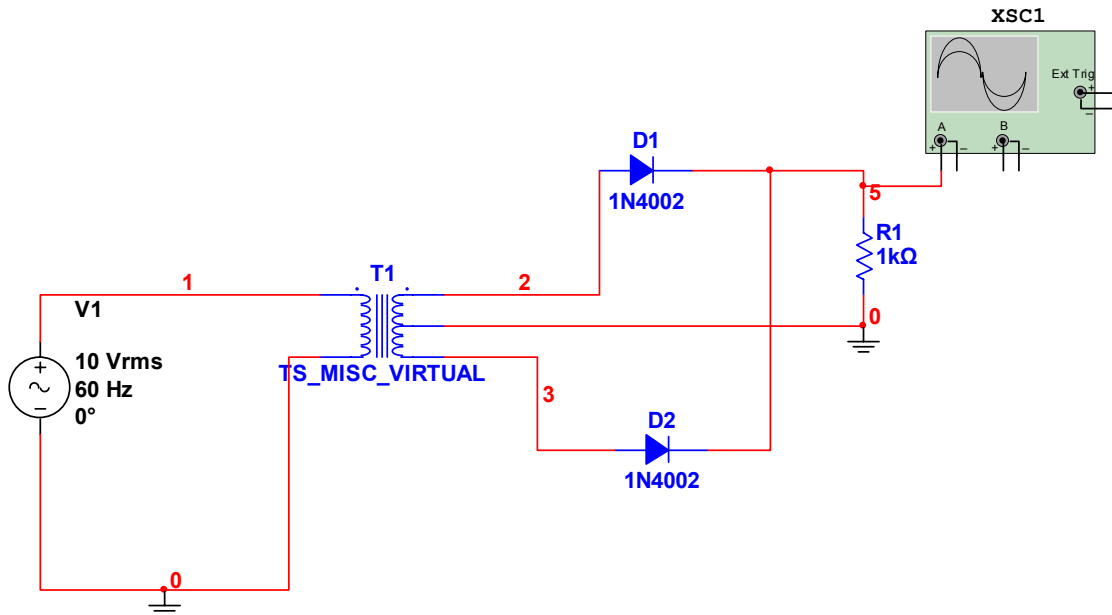 XSC1
Ext Trig
+
−
A
B
+
−
+
−
D1
1N4002
5
R1
1kΩ
T1
1
2
V1
0
+
10 Vrms
60 Hz
0°
−
TS_MISC_VIRTUAL
3
D2
1N4002
0